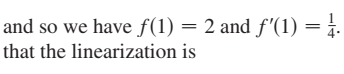 and so we have f(1) = 2 and f′(1) = 1/4.
that the linearization is